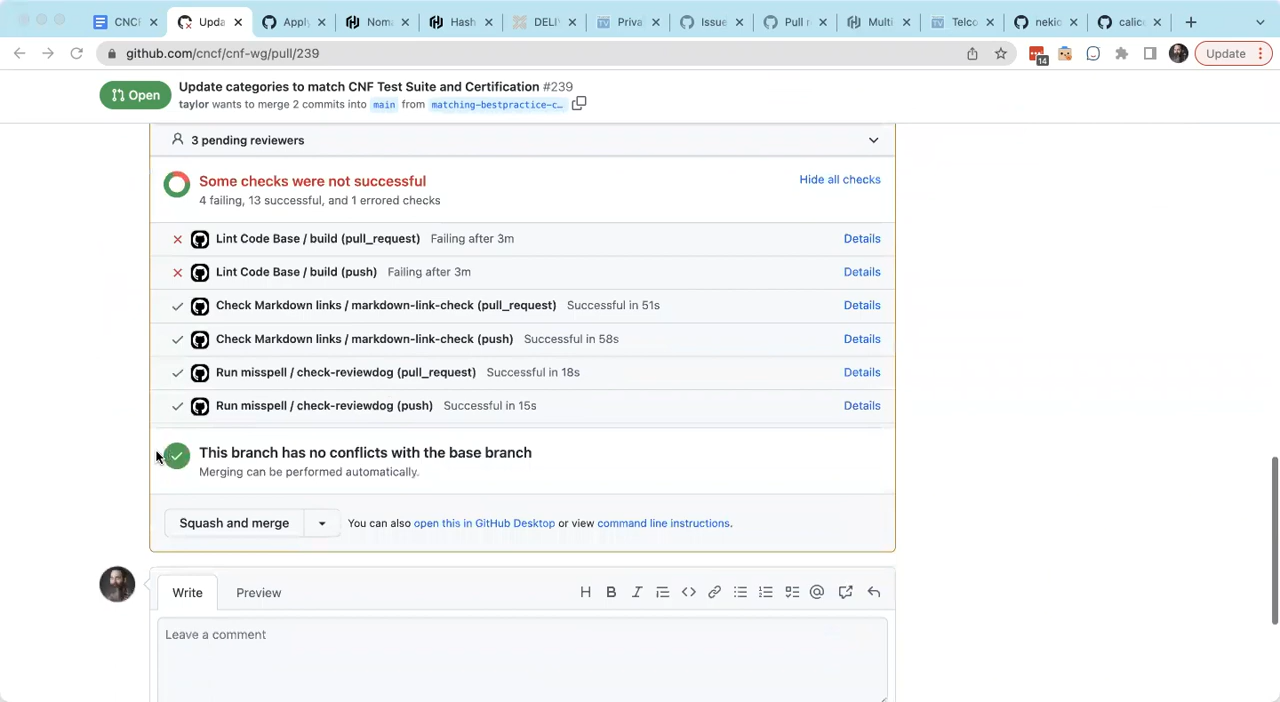 CNCF
Upda
Apply
Noma
Hash
DELI
Priva
Issue
Pull r
Multi
Telco
nekio
calic
github.com/cncf/cnf-wg/pull/239
14
Update
Open
Update categories to match CNF Test Suite and Certification #239
taylor wants to merge 2 commits into main from matching-bestpractice-c…
3 pending reviewers
Some checks were not successful
Hide all checks
4 failing, 13 successful, and 1 errored checks
Lint Code Base / build (pull_request) Failing after 3m Details
Lint Code Base / build (push) Failing after 3m Details
Check Markdown links / markdown-link-check (pull_request) Successful in 51s Details
Check Markdown links / markdown-link-check (push) Successful in 58s Details
Run misspell / check-reviewdog (pull_request) Successful in 18s Details
Run misspell / check-reviewdog (push) Successful in 15s Details
This branch has no conflicts with the base branch
Merging can be performed automatically.
Squash and merge You can also open this in GitHub Desktop or view command line instructions.
Write Preview
Leave a comment